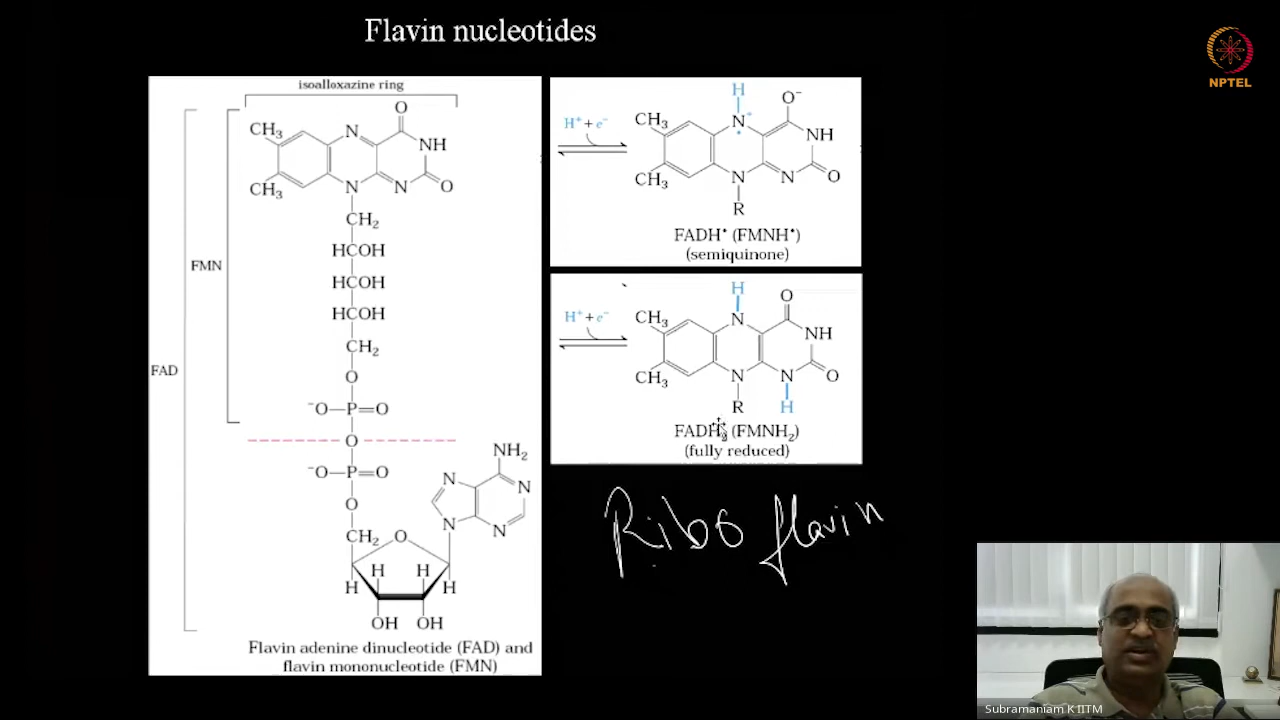 Flavin nucleotides
NPTEL
isoalloxazine ring
FMN
FAD
CH₃
CH₃
N
O
NH
N
N
O
CH₂
HCOH
HCOH
HCOH
CH₂
O
⁻O—P=O
O
⁻O—P=O
O
CH₂
O
NH₂
N
N
N
N
H
H
H
H
OH
OH
Flavin adenine dinucleotide (FAD) and
flavin mononucleotide (FMN)
H⁺ + e⁻
H
CH₃
CH₃
N
+
O⁻
NH
N
N
O
R
FADH• (FMNH•)
(semiquinone)
H⁺ + e⁻
H
CH₃
CH₃
N
O
NH
N
N
O
R
H
FADH₂ (FMNH₂)
(fully reduced)
Ribo flavin
Subramaniam K IITM